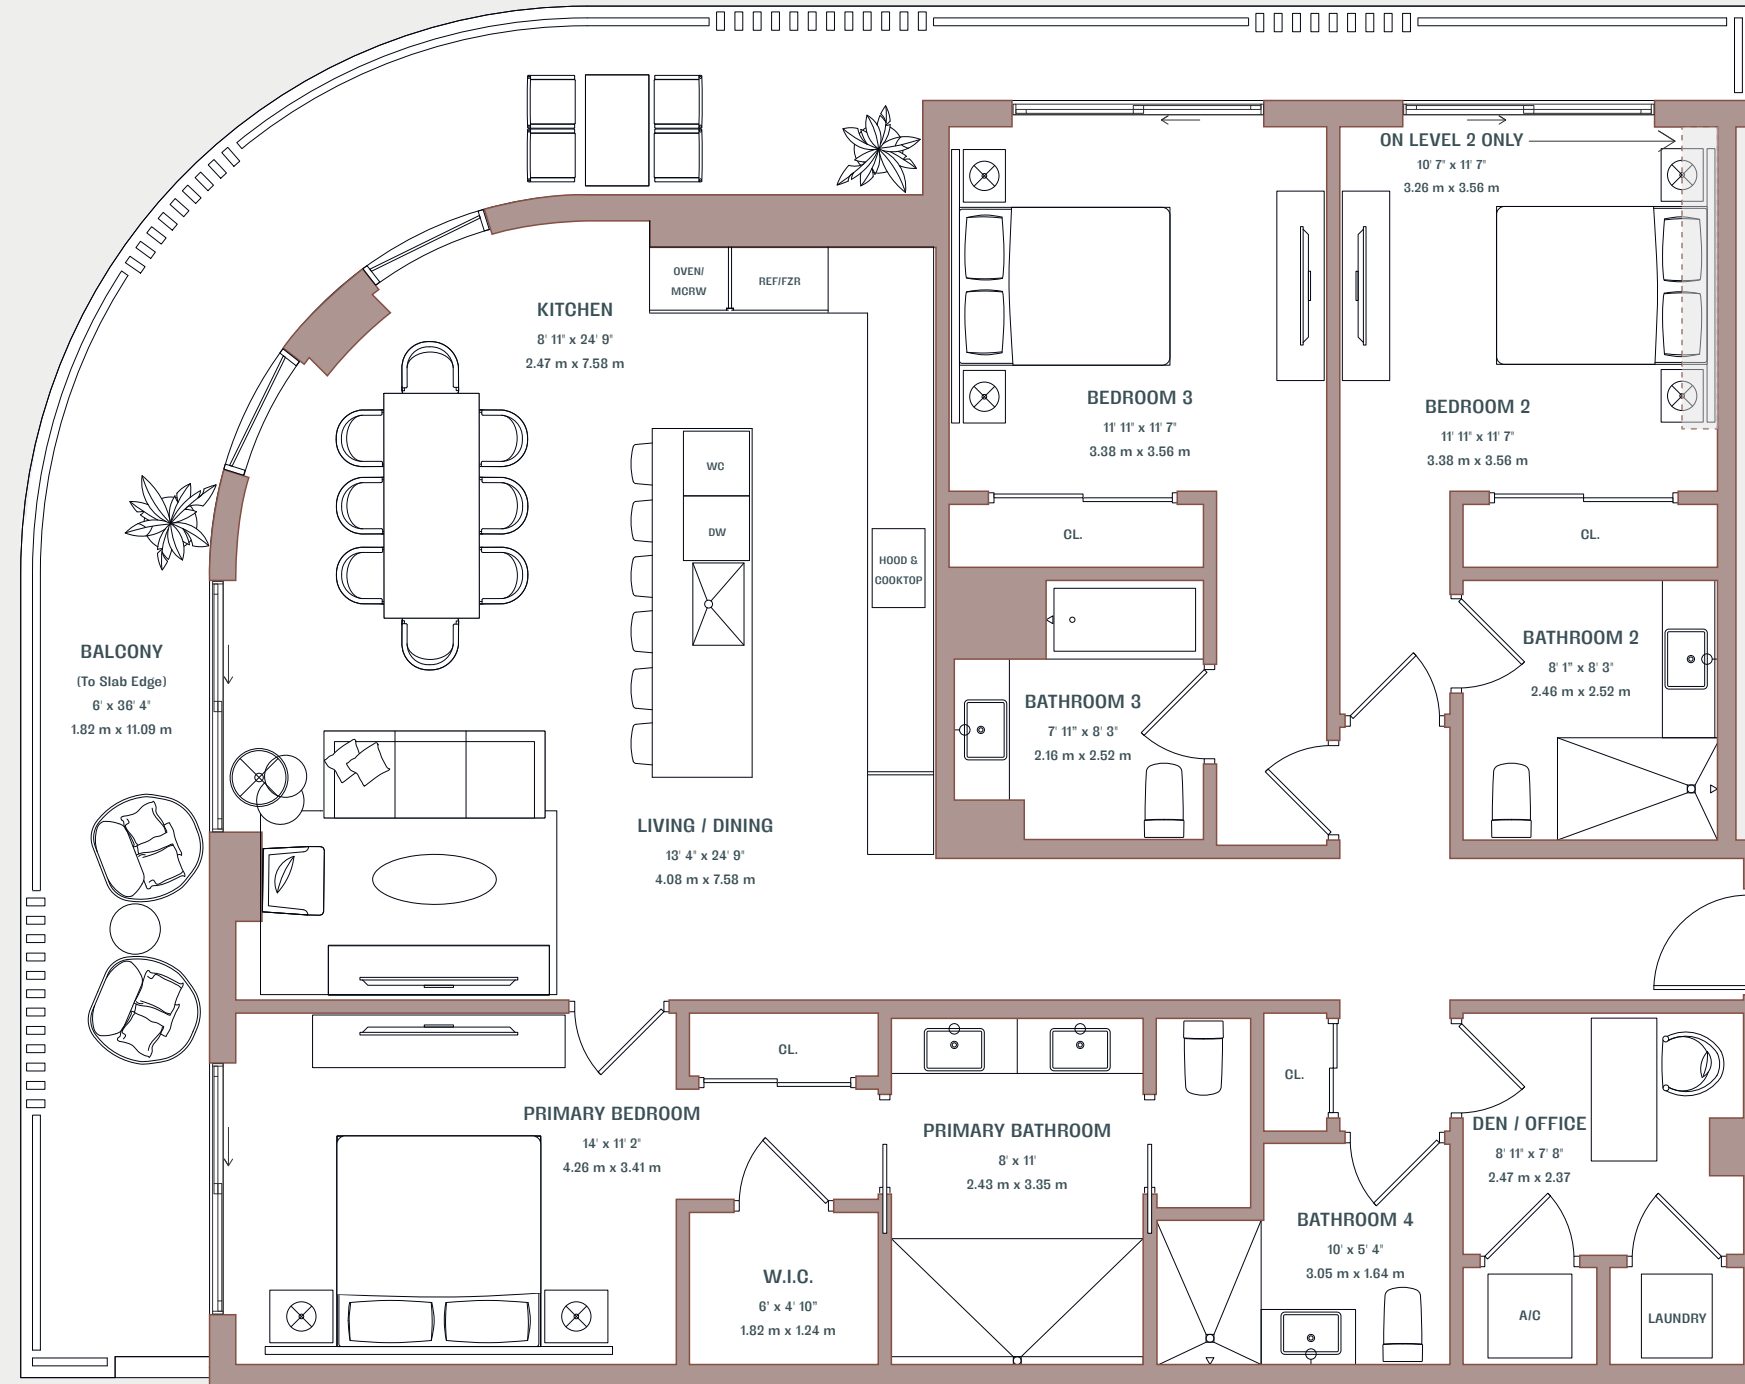 ON LEVEL 2 ONLY
10' 7" x 11' 7"
3.26 m x 3.56 m
OVEN/
MCRW
REF/FZR
KITCHEN
8' 11" x 24' 9"
2.47 m x 7.58 m
BEDROOM 3
11' 11" x 11' 7"
3.38 m x 3.56 m
BEDROOM 2
11' 11" x 11' 7"
3.38 m x 3.56 m
WC
DW
HOOD &
COOKTOP
CL.
CL.
BALCONY
(To Slab Edge)
6' x 36' 4"
1.82 m x 11.09 m
BATHROOM 3
7' 11" x 8' 3"
2.16 m x 2.52 m
BATHROOM 2
8' 1" x 8' 3"
2.46 m x 2.52 m
LIVING / DINING
13' 4" x 24' 9"
4.08 m x 7.58 m
CL.
CL.
PRIMARY BEDROOM
14' x 11' 2"
4.26 m x 3.41 m
PRIMARY BATHROOM
8' x 11'
2.43 m x 3.35 m
DEN / OFFICE
8' 11" x 7' 8"
2.47 m x 2.37
BATHROOM 4
10' x 5' 4"
3.05 m x 1.64 m
W.I.C.
6' x 4' 10"
1.82 m x 1.24 m
A/C
LAUNDRY